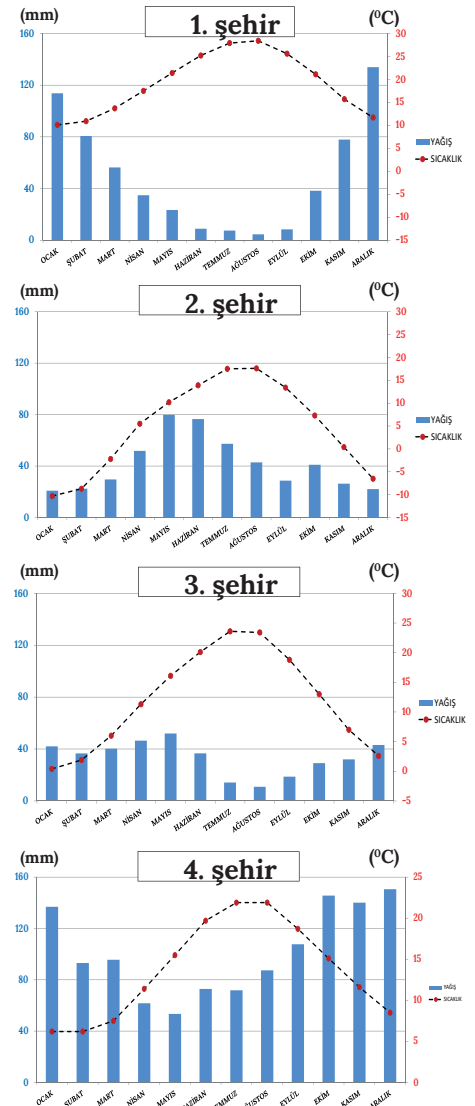 (mm) 1. şehir (⁰C)
160 120 80 40 0
30 25 20 15 10 5 0 -5 -10 -15
YAĞIŞ
SICAKLIK
OCAK ŞUBAT MART NİSAN MAYIS HAZİRAN TEMMUZ AĞUSTOS EYLÜL EKİM KASIM ARALIK
(mm) 2. şehir (⁰C)
160 120 80 40 0
30 25 20 15 10 5 0 -5 -10 -15
YAĞIŞ
SICAKLIK
OCAK ŞUBAT MART NİSAN MAYIS HAZİRAN TEMMUZ AĞUSTOS EYLÜL EKİM KASIM ARALIK
(mm) 3. şehir (⁰C)
160 120 80 40 0
30 25 20 15 10 5 0 -5
YAĞIŞ
SICAKLIK
OCAK ŞUBAT MART NİSAN MAYIS HAZİRAN TEMMUZ AĞUSTOS EYLÜL EKİM KASIM ARALIK
(mm) 4. şehir (⁰C)
160 120 80 40 0
25 20 15 10 5 0
YAĞIŞ
SICAKLIK
OCAK ŞUBAT MART NİSAN MAYIS HAZİRAN TEMMUZ AĞUSTOS EYLÜL EKİM KASIM ARALIK